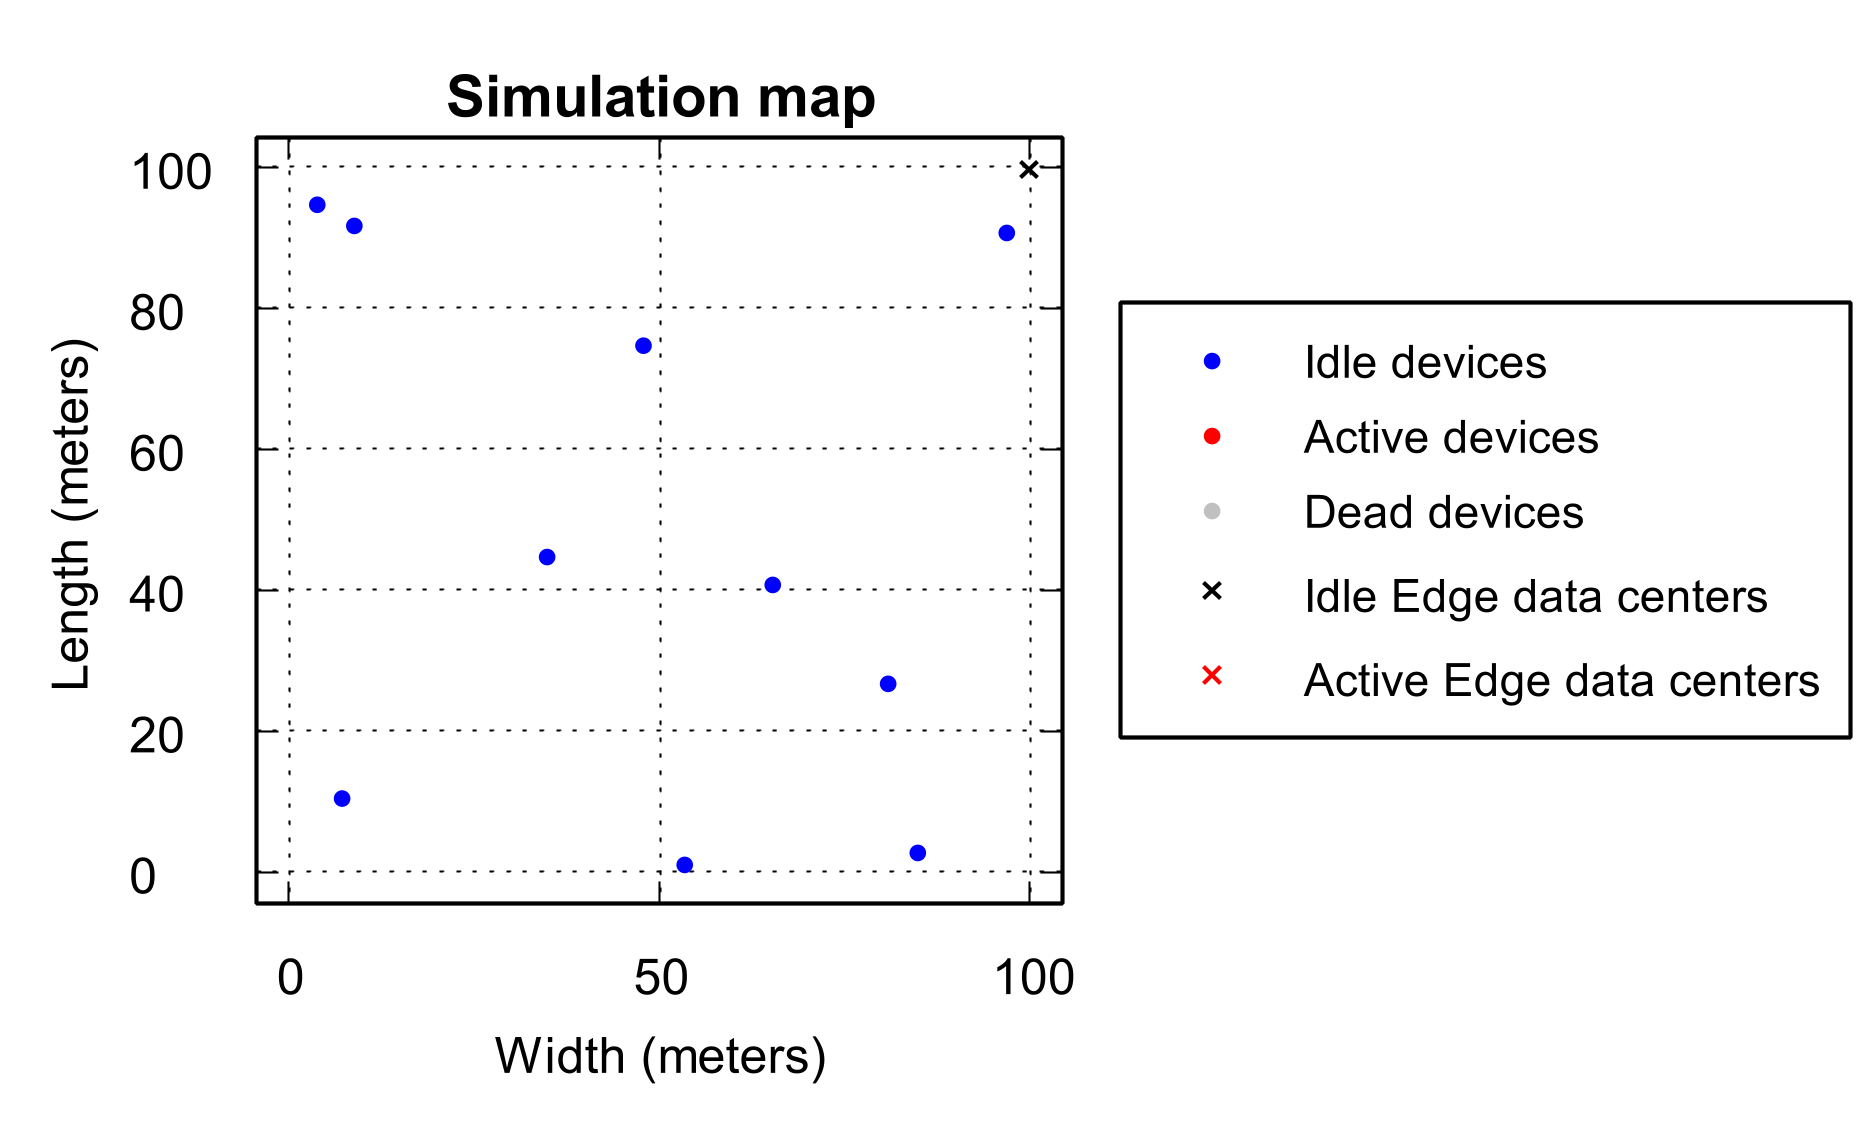 Simulation map
100
80
60
40
20
0
Length (meters)
0 50 100
Width (meters)
Idle devices
Active devices
Dead devices
Idle Edge data centers
Active Edge data centers